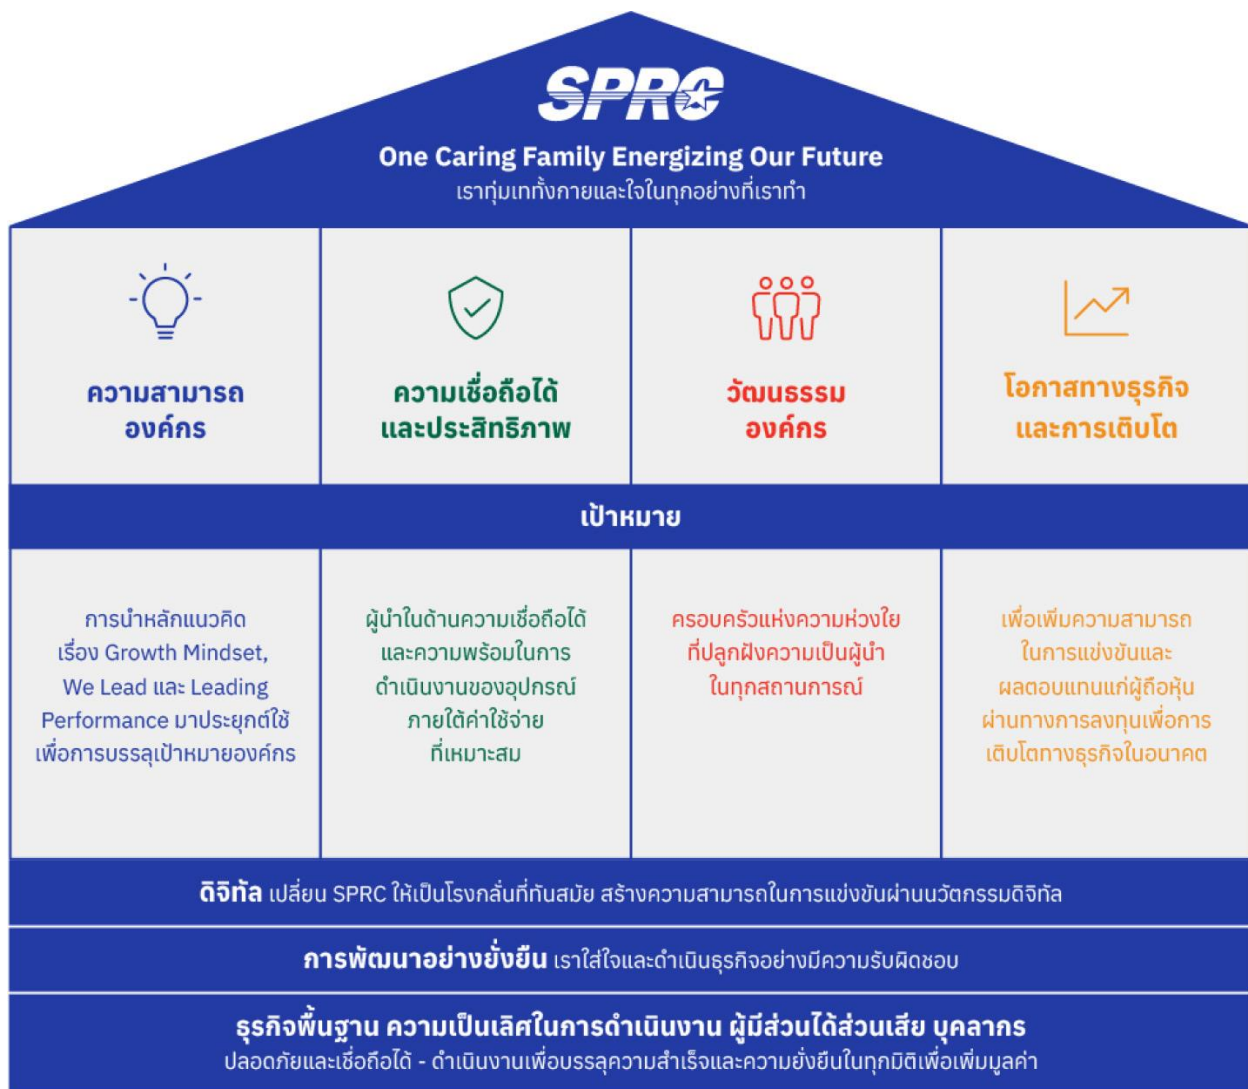 SPRC
One Caring Family Energizing Our Future
เราทุ่มเททั้งกายและใจในทุกอย่างที่เราทำ
ความสามารถ
องค์กร
ความเชื่อถือได้
และประสิทธิภาพ
วัฒนธรรม
องค์กร
โอกาสทางธุรกิจ
และการเติบโต
เป้าหมาย
การนำหลักแนวคิด
เรื่อง Growth Mindset,
We Lead และ Leading
Performance มาประยุกต์ใช้
เพื่อการบรรลุเป้าหมายองค์กร
ผู้นำในด้านความเชื่อถือได้
และความพร้อมในการ
ดำเนินงานของอุปกรณ์
ภายใต้ค่าใช้จ่าย
ที่เหมาะสม
ครอบครัวแห่งความห่วงใย
ที่ปลูกฝังความเป็นผู้นำ
ในทุกสถานการณ์
เพื่อเพิ่มความสามารถ
ในการแข่งขันและ
ผลตอบแทนแก่ผู้ถือหุ้น
ผ่านทางการลงทุนเพื่อการ
เติบโตทางธุรกิจในอนาคต
ดิจิทัล เปลี่ยน SPRC ให้เป็นโรงกลั่นที่ทันสมัย สร้างความสามารถในการแข่งขันผ่านนวัตกรรมดิจิทัล
การพัฒนาอย่างยั่งยืน เราใส่ใจและดำเนินธุรกิจอย่างมีความรับผิดชอบ
ธุรกิจพื้นฐาน ความเป็นเลิศในการดำเนินงาน ผู้มีส่วนได้ส่วนเสีย บุคลากร
ปลอดภัยและเชื่อถือได้ - ดำเนินงานเพื่อบรรลุความสำเร็จและความยั่งยืนในทุกมิติเพื่อเพิ่มมูลค่า